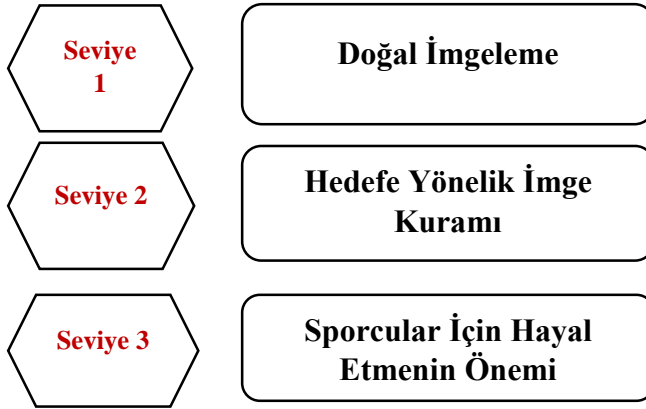 Seviye
1
Doğal İmgeleme
Seviye 2
Hedefe Yönelik İmge
Kuramı
Seviye 3
Sporcular İçin Hayal
Etmenin Önemi